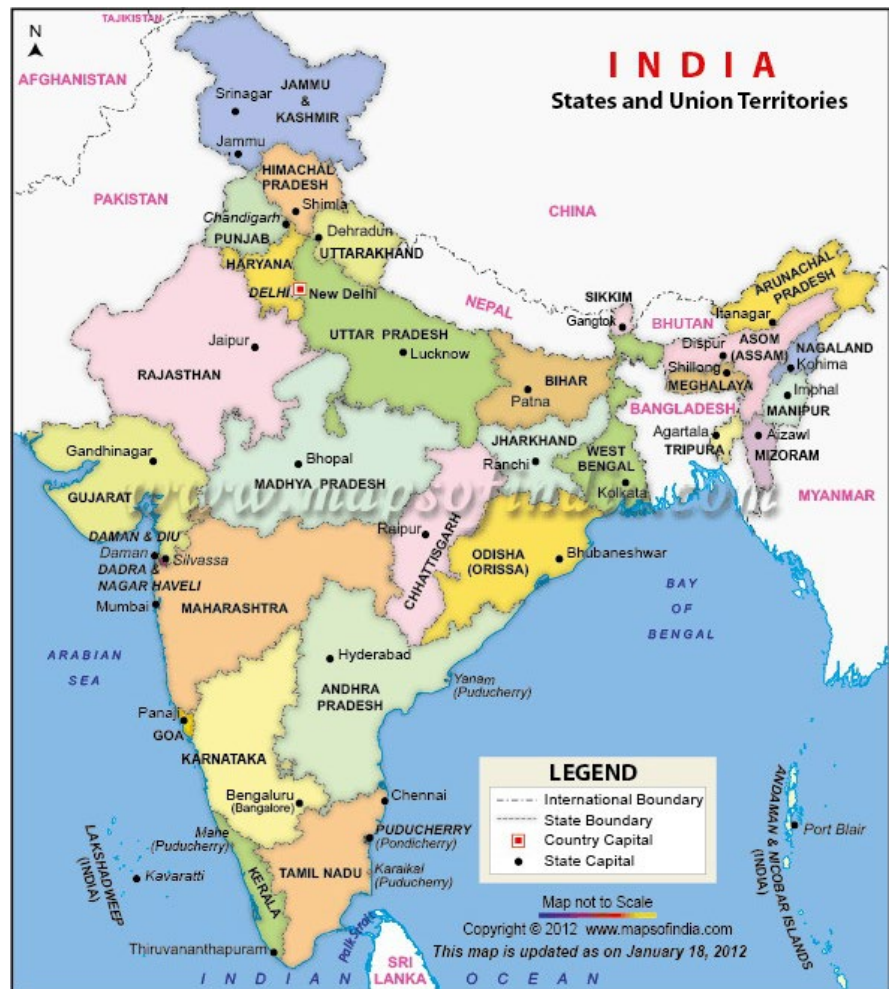 TAJIKISTAN
N
AFGHANISTAN
INDIA
States and Union Territories
JAMMU
&
KASHMIR
Srinagar
Jammu
HIMACHAL
PRADESH
PAKISTAN
Shimla
CHINA
Chandigarh
PUNJAB
Dehradun
UTTARAKHAND
HARYANA
DELHI
New Delhi
ARUNACHAL
PRADESH
NEPAL
SIKKIM
Gangtok
BHUTAN
Itanagar
UTTAR PRADESH
Lucknow
Jaipur
RAJASTHAN
Dispur
ASOM
(ASSAM)
NAGALAND
Kohima
Shillong
MEGHALAYA
BIHAR
Patna
Imphal
MANIPUR
BANGLADESH
JHARKHAND
Ranchi
WEST
BENGAL
Kolkata
Agartala
TRIPURA
Aizawl
MIZORAM
MYANMAR
Gandhinagar
GUJARAT
Bhopal
MADHYA PRADESH
www.mapsofindia.com
Raipur
CHHATTISGARH
ODISHA
(ORISSA)
Bhubaneshwar
DAMAN & DIU
Daman
Silvassa
DADRA &
NAGAR HAVELI
Mumbai
MAHARASHTRA
BAY
OF
BENGAL
ARABIAN
SEA
Hyderabad
ANDHRA
PRADESH
Yanam
(Puducherry)
Panaji
GOA
KARNATAKA
Bengaluru
(Bangalore)
Chennai
Mahe
(Puducherry)
PUDUCHERRY
(Pondicherry)
Karaikal
(Puducherry)
TAMIL NADU
KERALA
LAKSHADWEEP
(INDIA)
Kavaratti
Thiruvananthapuram
Palk Strait
SRI
LANKA
INDIAN OCEAN
LEGEND
International Boundary
State Boundary
Country Capital
State Capital
Map not to Scale
Copyright © 2012 www.mapsofindia.com
This map is updated as on January 18, 2012
Port Blair
ANDAMAN & NICOBAR ISLANDS
(INDIA)